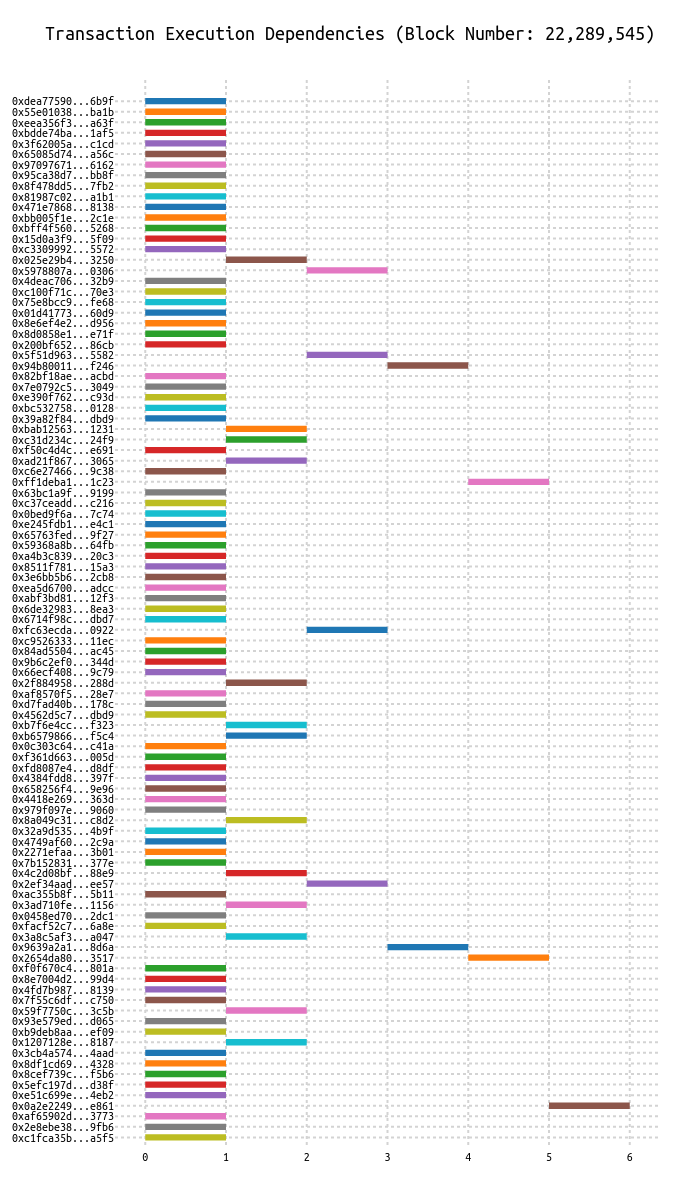 Transaction Execution Dependencies (Block Number: 22,289,545)
0xdea77590...6b9f
0x55e01038...ba1b
0xeea356f3...a63f
0xbdde74ba...1af5
0x3f62005a...c1cd
0x65085d74...a56c
0x97097671...6162
0x95ca38d7...bb8f
0x8f478dd5...7fb2
0x81987c02...a1b1
0x471e7868...8138
0xbb005f1e...2c1e
0xbff4f560...5268
0x15d0a3f9...5f09
0xc3309992...5572
0x025e29b4...3250
0x5978807a...0306
0x4deac706...32b9
0xc100f71c...70e3
0x75e8bcc9...fe68
0x01d41773...60d9
0x8e6ef4e2...d956
0x8d0858e1...e71f
0x200bf652...86cb
0x5f51d963...5582
0x94b80011...f246
0x82bf18ae...acbd
0x7e0792c5...3049
0xe390f762...c93d
0xbc532758...0128
0x39a82f84...dbd9
0xbab12563...1231
0xc31d234c...24f9
0xf50c4d4c...e691
0xad21f867...3065
0xc6e27466...9c38
0xff1deba1...1c23
0x63bc1a9f...9199
0xc37ceadd...c216
0x0bed9f6a...7c74
0xe245fdb1...e4c1
0x65763fed...9f27
0x59368a8b...64fb
0xa4b3c839...20c3
0x8511f781...15a3
0x3e6bb5b6...2cb8
0xea5d6700...adcc
0xabf3bd81...12f3
0x6de32983...8ea3
0x6714f98c...dbd7
0xfc63ecda...0922
0xc9526333...11ec
0x84ad5504...ac45
0x9b6c2ef0...344d
0x66ecf408...9c79
0x2f884958...288d
0xaf8570f5...28e7
0xd7fad40b...178c
0x4562d5c7...dbd9
0xb7f6e4cc...f323
0xb6579866...f5c4
0x0c303c64...c41a
0xf361d663...005d
0xfd8087e4...d8df
0x4384fdd8...397f
0x658256f4...9e96
0x4418e269...363d
0x979f097e...9060
0x8a049c31...c8d2
0x32a9d535...4b9f
0x4749af60...2c9a
0x2271efaa...3b01
0x7b152831...377e
0x4c2d08bf...88e9
0x2ef34aad...ee57
0xac355b8f...5b11
0x3ad710fe...1156
0x0458ed70...2dc1
0xfacf52c7...6a8e
0x3a8c5af3...a047
0x9639a2a1...8d6a
0x2654da80...3517
0xf0f670c4...801a
0x8e7004d2...99d4
0x4fd7b987...8139
0x7f55c6df...c750
0x59f7750c...3c5b
0x93e579ed...d065
0xb9deb8aa...ef09
0x1207128e...8187
0x3cb4a574...4aad
0x8df1cd69...4328
0x8cef739c...f5b6
0x5efc197d...d38f
0xe51c699e...4eb2
0x0a2e2249...e861
0xaf65902d...3773
0x2e8ebe38...9fb6
0xc1fca35b...a5f5
0 1 2 3 4 5 6